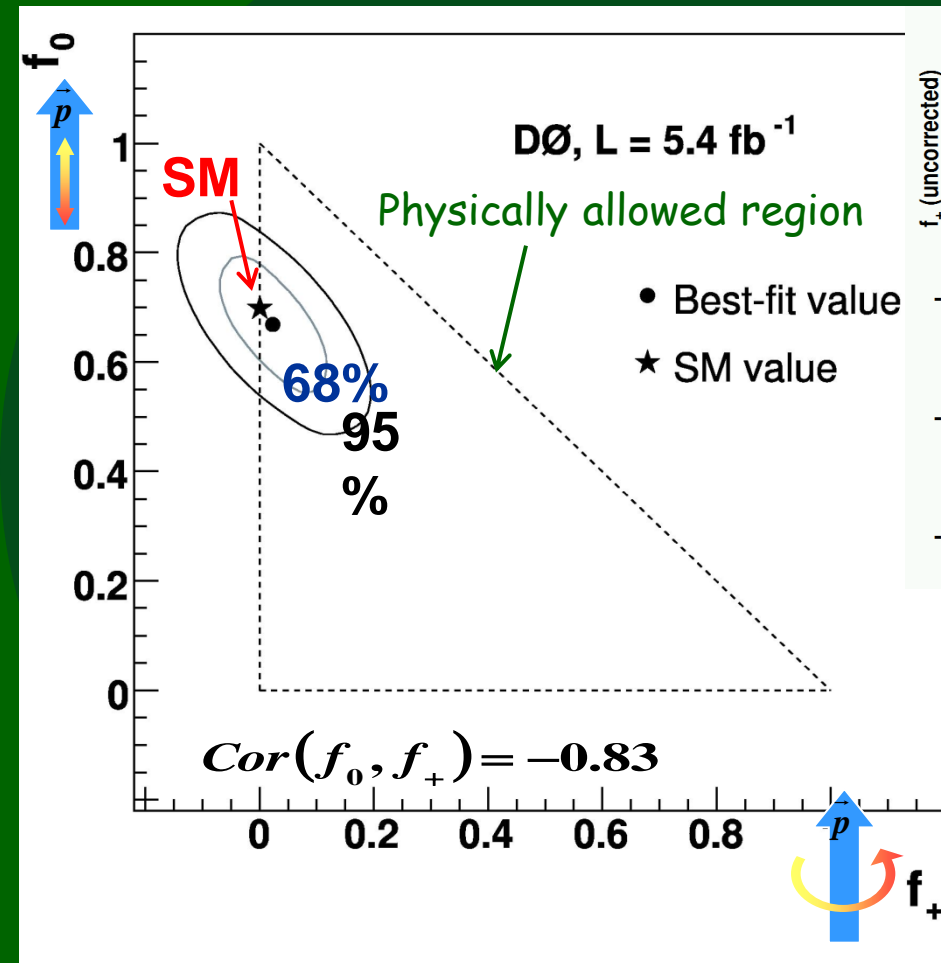 f₀
p⃗
f₊ (uncorrected)
DØ, L = 5.4 fb⁻¹
SM
Physically allowed region
● Best-fit value
★ SM value
68%
95
%
1
0.8
0.6
0.4
0.2
0
Cor(f₀, f₊) = −0.83
0 0.2 0.4 0.6 0.8
p⃗
f₊